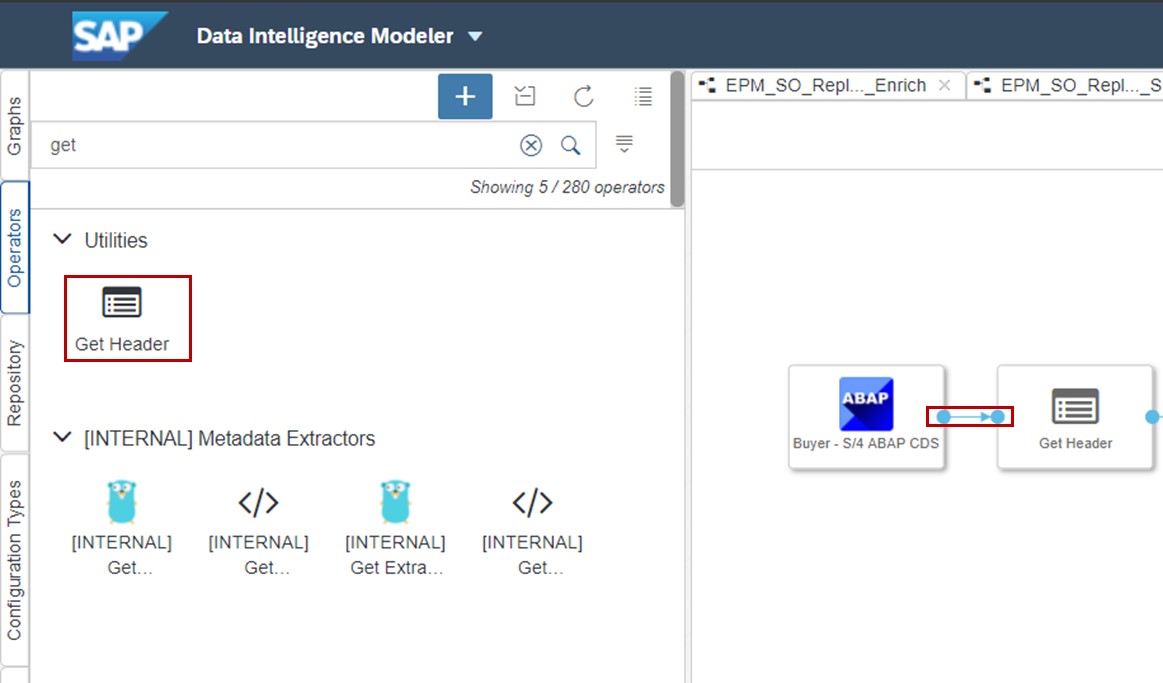 SAP Data Intelligence Modeler
Graphs
Operators
Repository
Configuration Types
+
get
Showing 5 / 280 operators
Utilities
Get Header
[INTERNAL] Metadata Extractors
[INTERNAL] Get...
</> [INTERNAL] Get...
[INTERNAL] Get Extra...
</> [INTERNAL] Get...
EPM_SO_Repl..._Enrich
EPM_SO_Repl..._S
ABAP
Buyer - S/4 ABAP CDS
Get Header